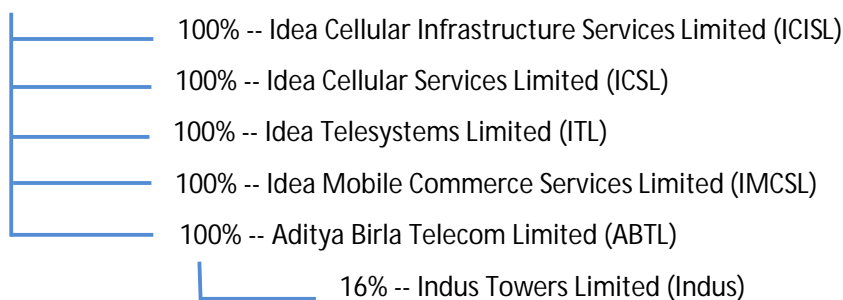 100% -- Idea Cellular Infrastructure Services Limited (ICISL)
100% -- Idea Cellular Services Limited (ICSL)
100% -- Idea Telesystems Limited (ITL)
100% -- Idea Mobile Commerce Services Limited (IMCSL)
100% -- Aditya Birla Telecom Limited (ABTL)
16% -- Indus Towers Limited (Indus)